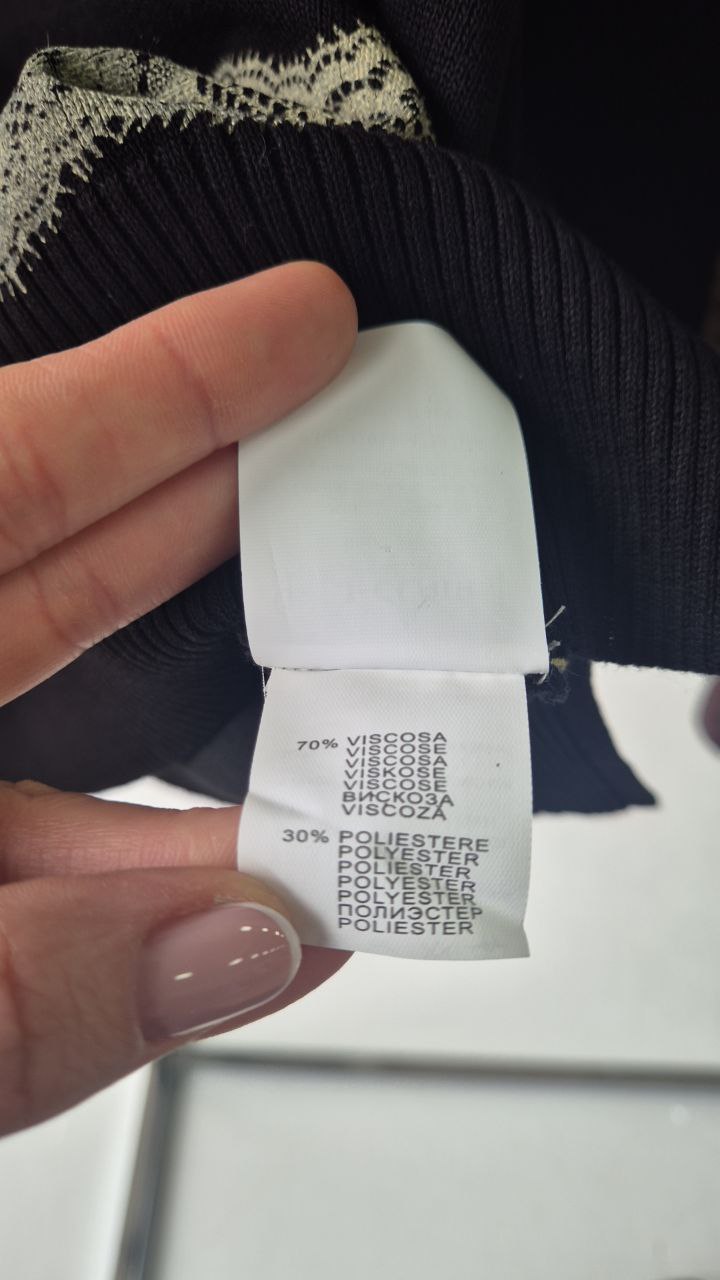 70% VISCOSA
VISCOSE
VISCOSA
VISKOSE
VISCOSE
ВИСКОЗА
VISCOZĂ
30% POLIESTERE
POLYESTER
POLIESTER
POLYESTER
POLYESTER
ПОЛИЭСТЕР
POLIESTER